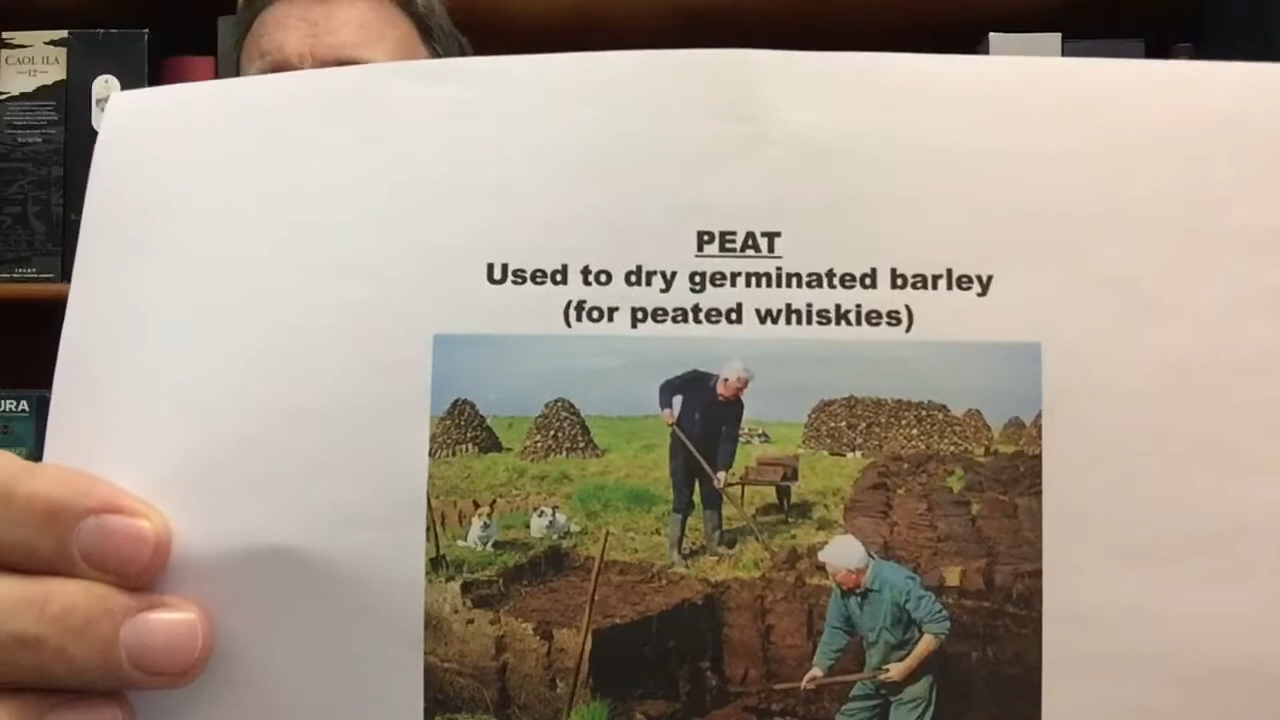 CAOL ILA
12
PEAT
Used to dry germinated barley
(for peated whiskies)
URA